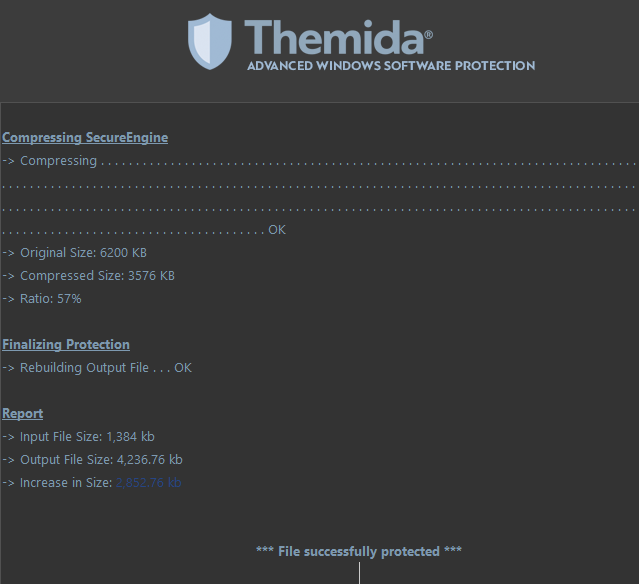 Themida®
ADVANCED WINDOWS SOFTWARE PROTECTION
Compressing SecureEngine
-> Compressing . . . . . . . . . . . . . . . . . . . . . . . . . . . . . . . . . . . . . . . . . . . . . . . . . . . . . . . . . . . . . . . . . . . . . . . . . . . . .
. . . . . . . . . . . . . . . . . . . . . . . . . . . . . . . . . . . . . . . . . . . . . . . . . . . . . . . . . . . . . . . . . . . . . . . . . . . . . . . . . . . . . . . . . . .
. . . . . . . . . . . . . . . . . . . . . . . . . . . . . . . . . . . . . . . . . . . . . . . . . . . . . . . . . . . . . . . . . . . . . . . . . . . . . . . . . . . . . . . . . . .
. . . . . . . . . . . . . . . . . . . . . . . . . . . . . . . . . . . . . . OK
-> Original Size: 6200 KB
-> Compressed Size: 3576 KB
-> Ratio: 57%
Finalizing Protection
-> Rebuilding Output File . . . OK
Report
-> Input File Size: 1,384 kb
-> Output File Size: 4,236.76 kb
-> Increase in Size: 2,852.76 kb
*** File successfully protected ***